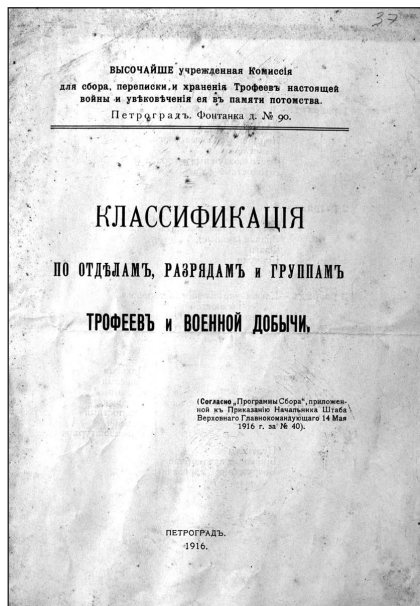 37
ВЫСОЧАЙШЕ учрежденная Комиссія
для сбора, переписки, и храненія Трофеевъ настоящей
войны и увѣковѣченія ея въ памяти потомства.
Петроградъ. Фонтанка д. № 90.
КЛАССИФИКАЦІЯ
ПО ОТДѢЛАМЪ, РАЗРЯДАМЪ и ГРУППАМЪ
ТРОФЕЕВЪ и ВОЕННОЙ ДОБЫЧИ.
(Согласно „Программы Сбора", приложен-
ной къ Приказанію Начальника Штаба
Верховнаго Главнокомандующаго 14 Мая
1916 г. за № 40).
ПЕТРОГРАДЪ.
1916.